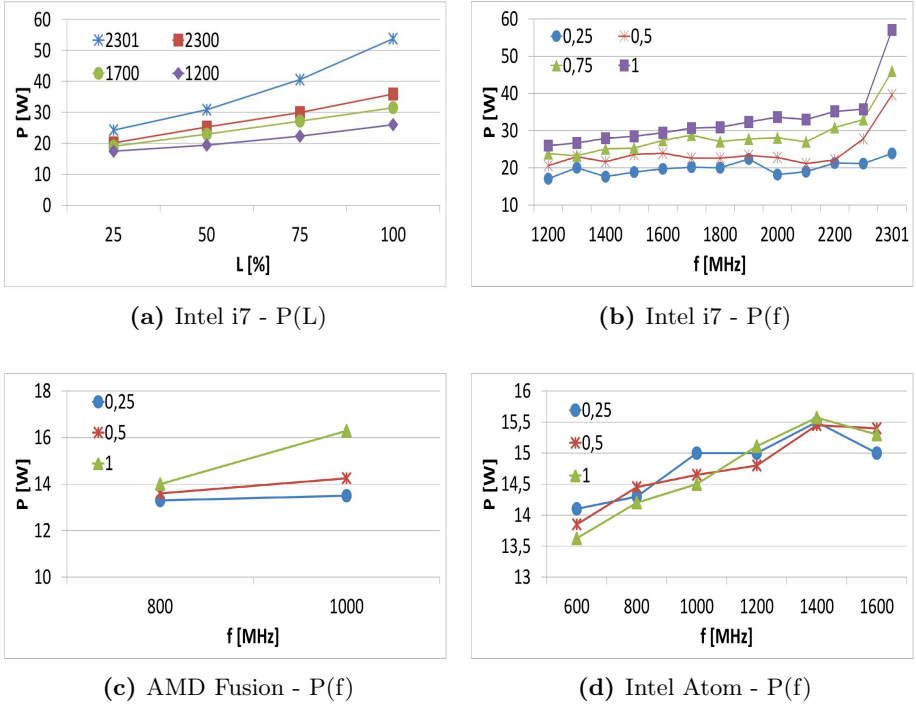 60
50
40
30
20
10
0
P [W]
2301 2300
1700 1200
25 50 75 100
L [%]
(a) Intel i7 - P(L)
60
50
40
30
20
10
P [W]
0,25 0,5
0,75 1
1200 1400 1600 1800 2000 2200 2301
f [MHz]
(b) Intel i7 - P(f)
18
16
14
12
10
P [W]
0,25
0,5
1
800 1000
f [MHz]
(c) AMD Fusion - P(f)
16
15,5
15
14,5
14
13,5
13
P [W]
0,25
0,5
1
600 800 1000 1200 1400 1600
f [MHz]
(d) Intel Atom - P(f)